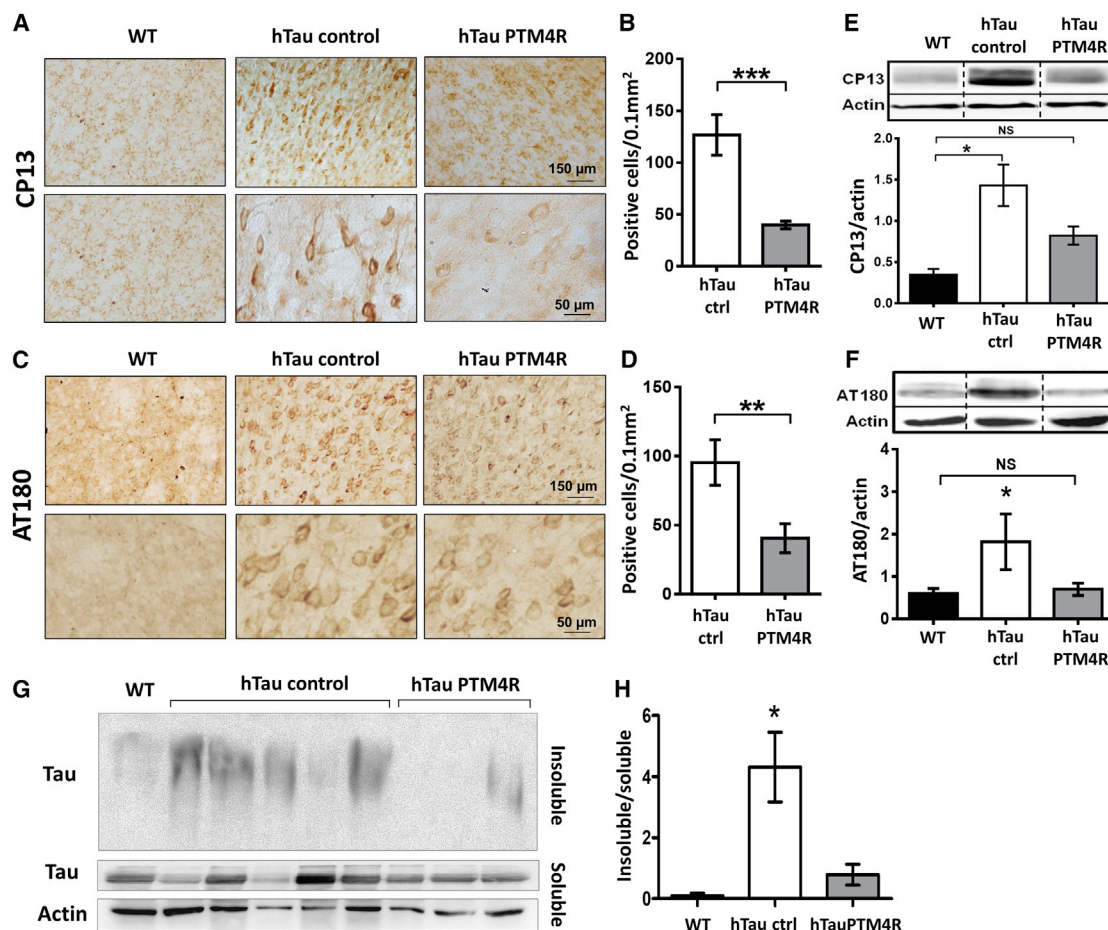 A
WT
hTau control
hTau PTM4R
CP13
150 µm
50 µm
B
Positive cells/0.1mm²
150
125
100
50
0
***
hTau
ctrl
hTau
PTM4R
C
WT
hTau control
hTau PTM4R
AT180
150 µm
50 µm
D
Positive cells/0.1mm²
150
100
50
0
**
hTau
ctrl
hTau
PTM4R
E
WT
hTau
control
hTau
PTM4R
CP13
Actin
NS
*
CP13/actin
2.0
1.5
1.0
0.5
0.0
WT
hTau
ctrl
hTau
PTM4R
F
AT180
Actin
NS
*
AT180/actin
4
3
2
1
0
WT
hTau
ctrl
hTau
PTM4R
G
WT
hTau control
hTau PTM4R
Tau
Insoluble
Tau
Soluble
Actin
H
Insoluble/soluble
6
4
2
0
*
WT
hTau ctrl
hTauPTM4R